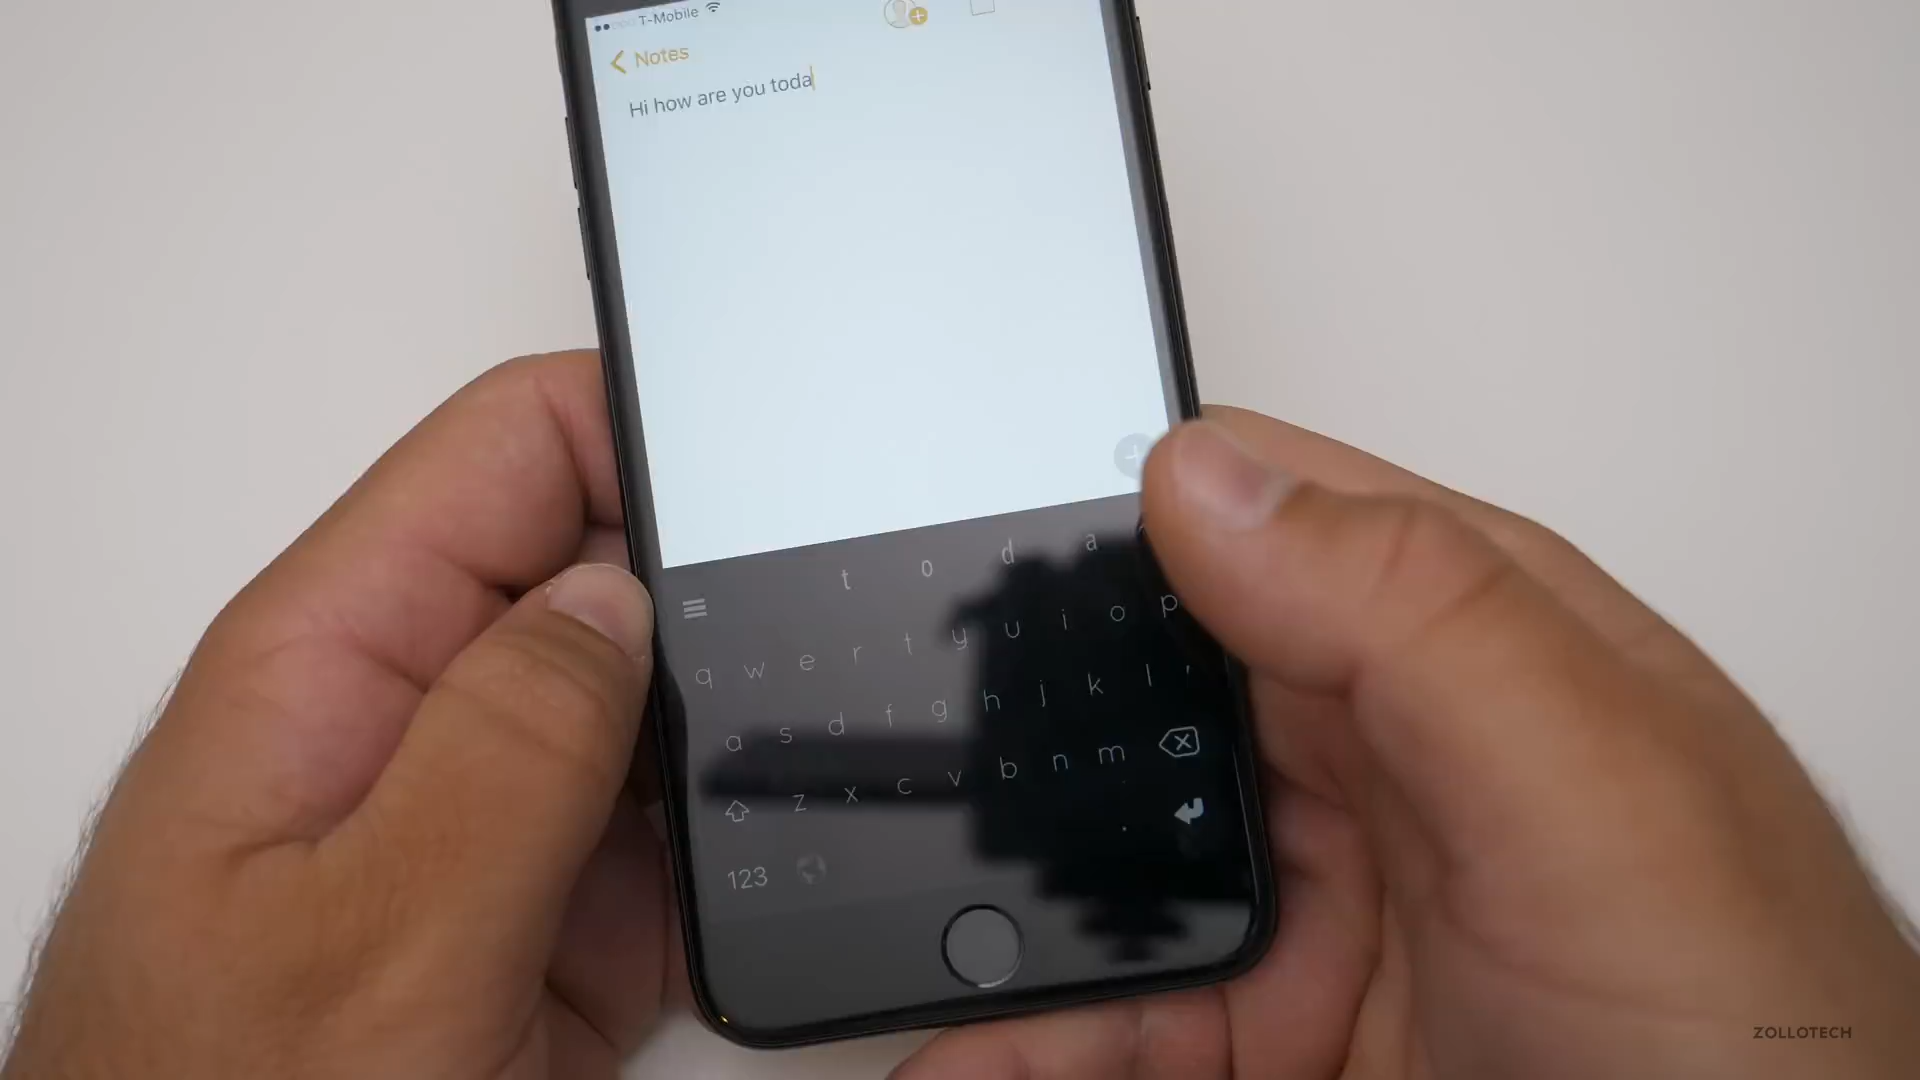 T-Mobile
Notes
Hi how are you toda
t o d a
q w e r t y u i o p
a s d f g h j k l '
z x c v b n m
.
123
ZOLLOTECH